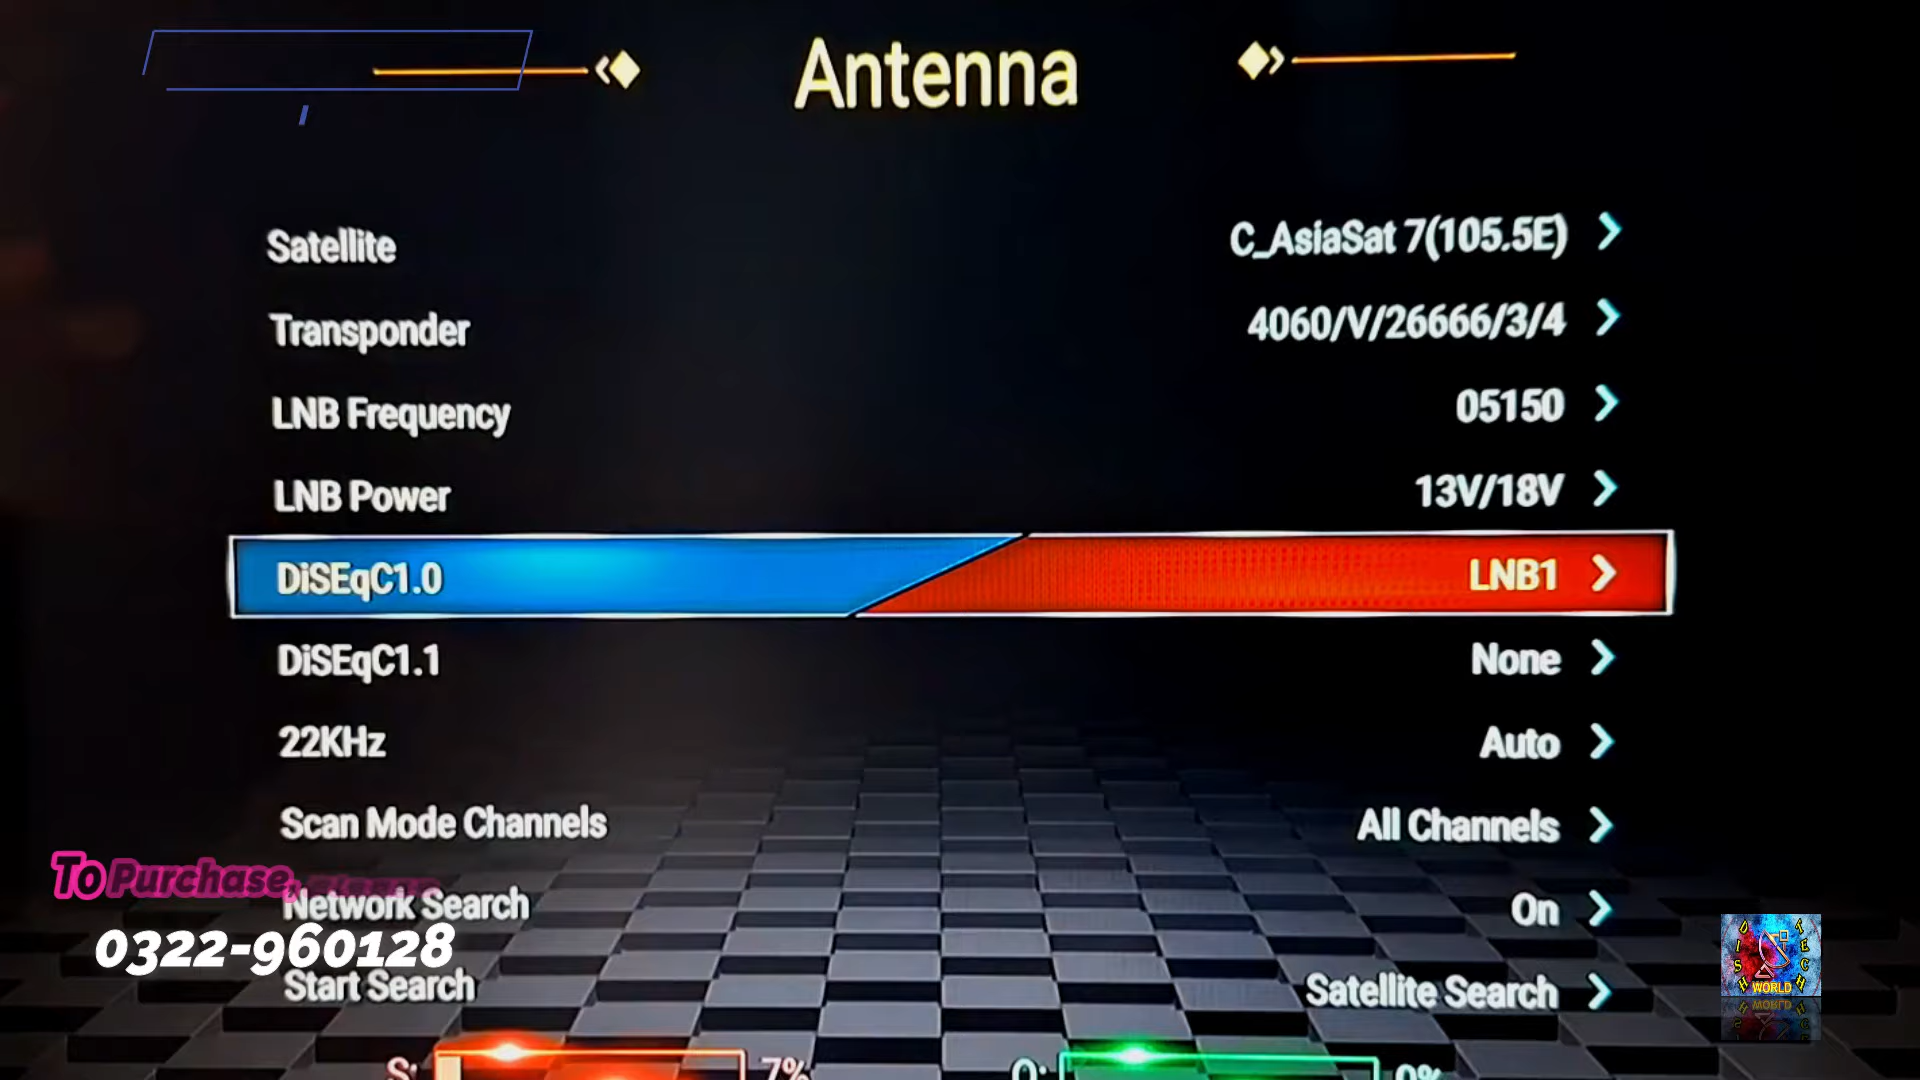 Antenna
Satellite C_AsiaSat 7(105.5E)
Transponder 4060/V/26666/3/4
LNB Frequency 05150
LNB Power 13V/18V
DiSEqC1.0 LNB1
DiSEqC1.1 None
22KHz Auto
Scan Mode Channels All Channels
To Purchase,
Network Search On
0322-960128
Start Search Satellite Search
S: 7% Q: 0%
DISH TECH
WORLD